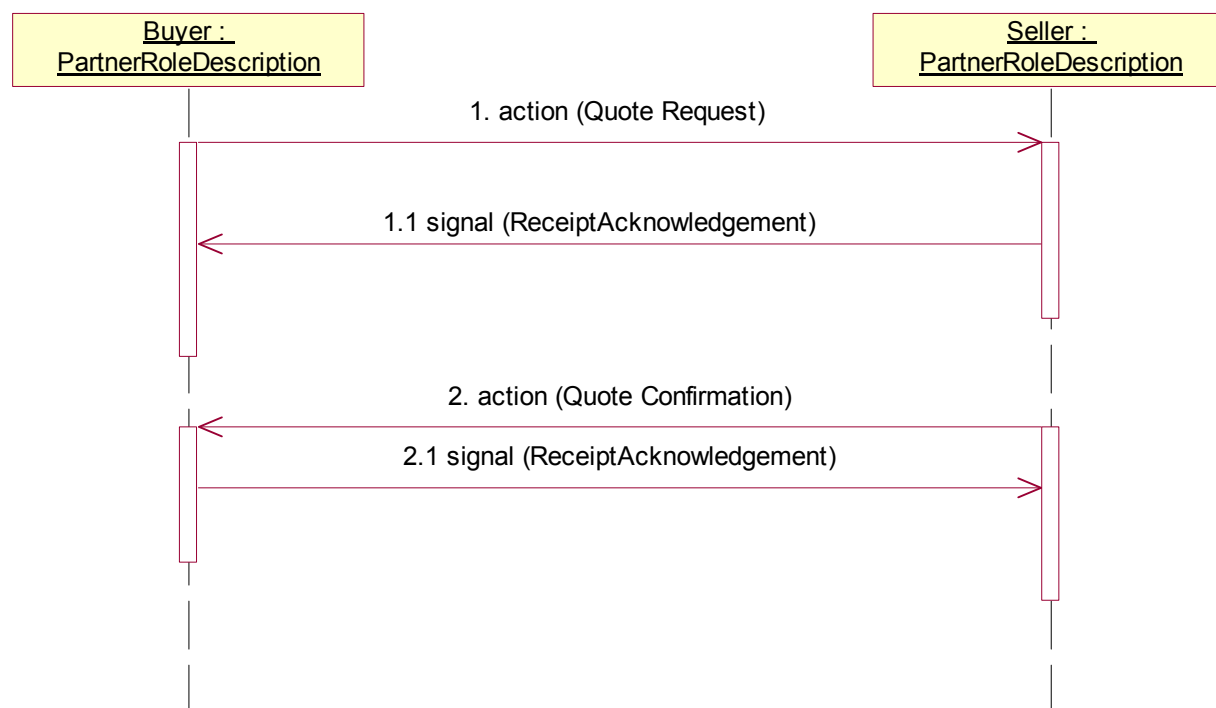 Buyer :
PartnerRoleDescription
Seller :
PartnerRoleDescription
1. action (Quote Request)
1.1 signal (ReceiptAcknowledgement)
2. action (Quote Confirmation)
2.1 signal (ReceiptAcknowledgement)